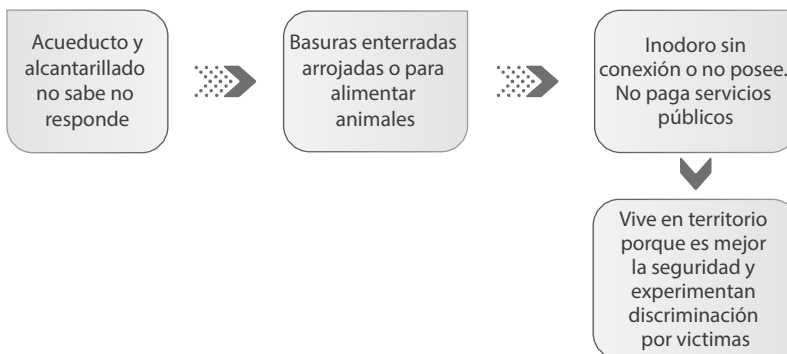 Acueducto y
alcantarillado
no sabe no
responde
Basuras enterradas
arrojadas o para
alimentar
animales
Inodoro sin
conexión o no posee.
No paga servicios
públicos
Vive en territorio
porque es mejor
la seguridad y
experimentan
discriminación
por victimas